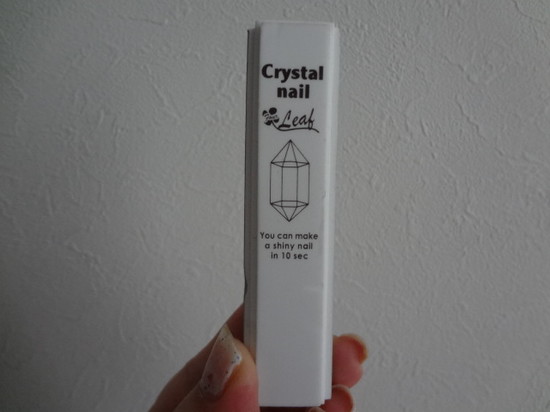 Crystal
nail
Leaf
You can make
a shiny nail
in 10 sec